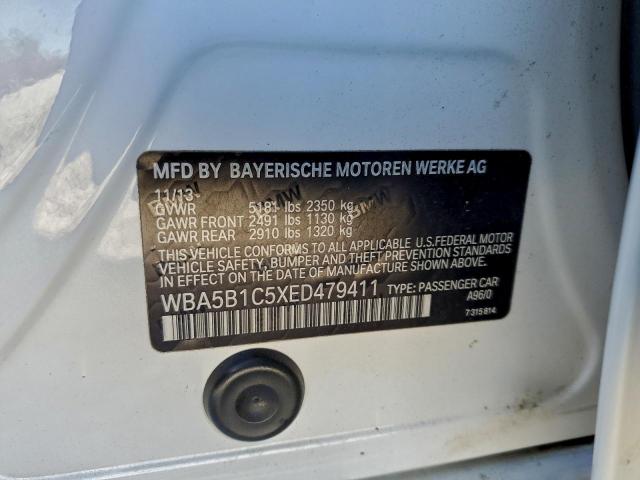 MFD BY BAYERISCHE MOTOREN WERKE AG
11/13
GVWR 5181 lbs 2350 kg
GAWR FRONT 2491 lbs 1130 kg
GAWR REAR 2910 lbs 1320 kg
THIS VEHICLE CONFORMS TO ALL APPLICABLE U.S.FEDERAL MOTOR
VEHICLE SAFETY, BUMPER, AND THEFT PREVENTION STANDARDS
IN EFFECT ON THE DATE OF MANUFACTURE SHOWN ABOVE.
WBA5B1C5XED479411 TYPE: PASSENGER CAR
A96/0
7 315 814
BMW
BMW